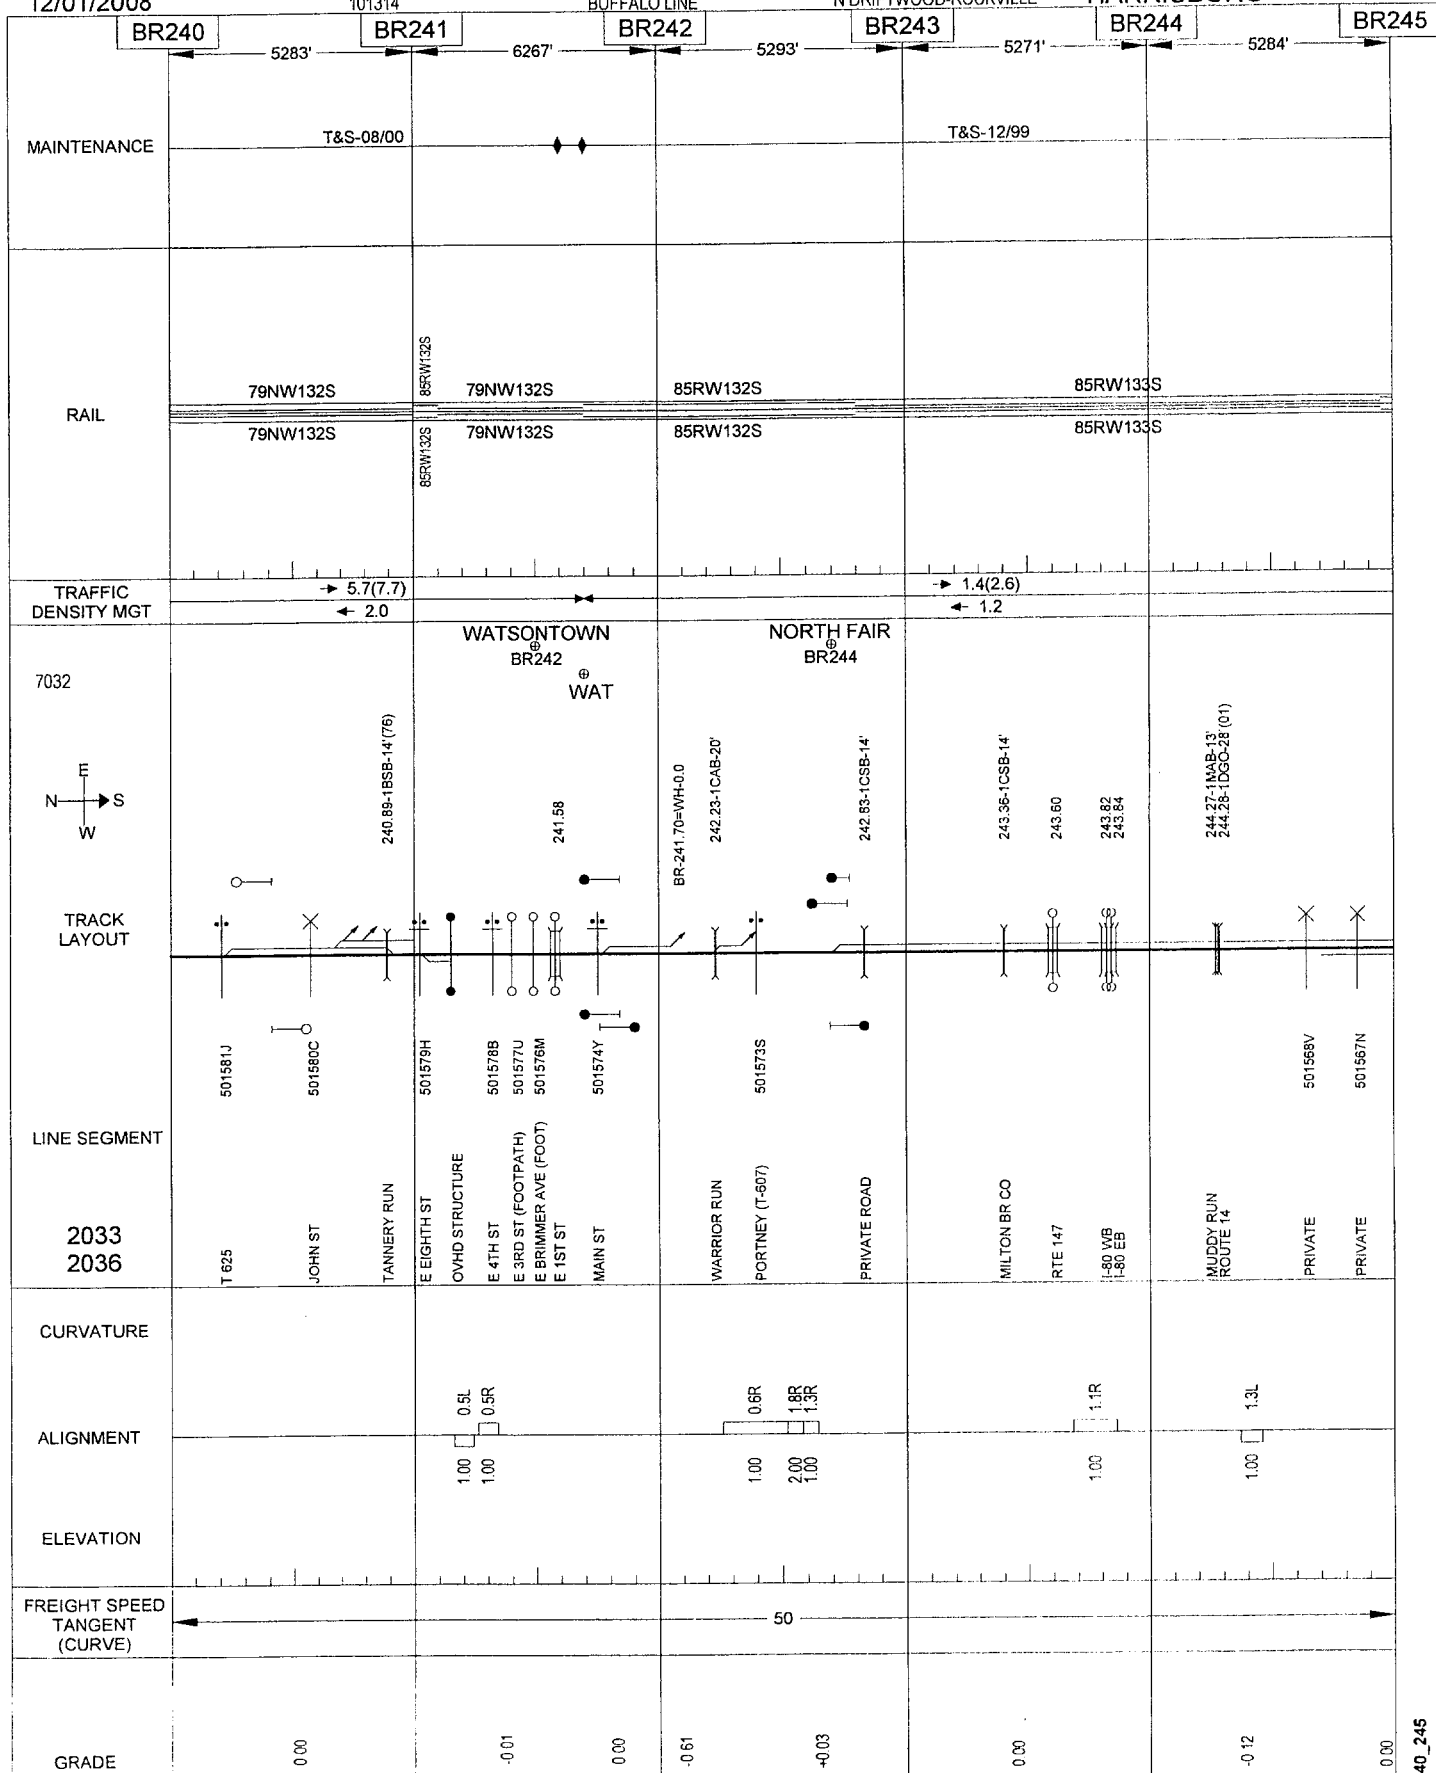 12/01/2008 101314 BUFFALO LINE N DRIFTWOOD-ROCKVILLE HARRISBURG
BR240 BR241 BR242 BR243 BR244 BR245
5283' 6267' 5293' 5271' 5284'
MAINTENANCE
T&S-08/00
T&S-12/99
RAIL
79NW132S 85RW132S 79NW132S 85RW132S 85RW133S
79NW132S 85RW132S 79NW132S 85RW132S 85RW133S
TRAFFIC
DENSITY MGT
5.7(7.7)
2.0
1.4(2.6)
1.2
WATSONTOWN
BR242
WAT
NORTH FAIR
BR244
7032
E
N S
W
240.89-1BSB-14'(76)
241.58
BR-241.70=WH-0.0
242.23-1CAB-20'
242.83-1CSB-14'
243.36-1CSB-14'
243.60
243.82
243.84
244.27-1MAB-13'
244.28-1DGO-28'(01)
TRACK
LAYOUT
501581J
501580C
501579H
501578B
501577U
501576M
501574Y
501573S
501568V
501567N
LINE SEGMENT
2033
2036
T 625
JOHN ST
TANNERY RUN
E EIGHTH ST
OVHD STRUCTURE
E 4TH ST
E 3RD ST (FOOTPATH)
E BRIMMER AVE (FOOT)
E 1ST ST
MAIN ST
WARRIOR RUN
PORTNEY (T-607)
PRIVATE ROAD
MILTON BR CO
RTE 147
I-80 WB
I-80 EB
MUDDY RUN
ROUTE 14
PRIVATE
PRIVATE
CURVATURE
0.5L 0.5R 0.6R 1.8R 1.3R 1.1R 1.3L
ALIGNMENT
1.00 1.00 1.00 2.00 1.00 1.00 1.00
ELEVATION
FREIGHT SPEED
TANGENT
(CURVE)
50
GRADE
0.00 -0.01 0.00 -0.61 +0.03 0.00 -0.12 0.00
40_245